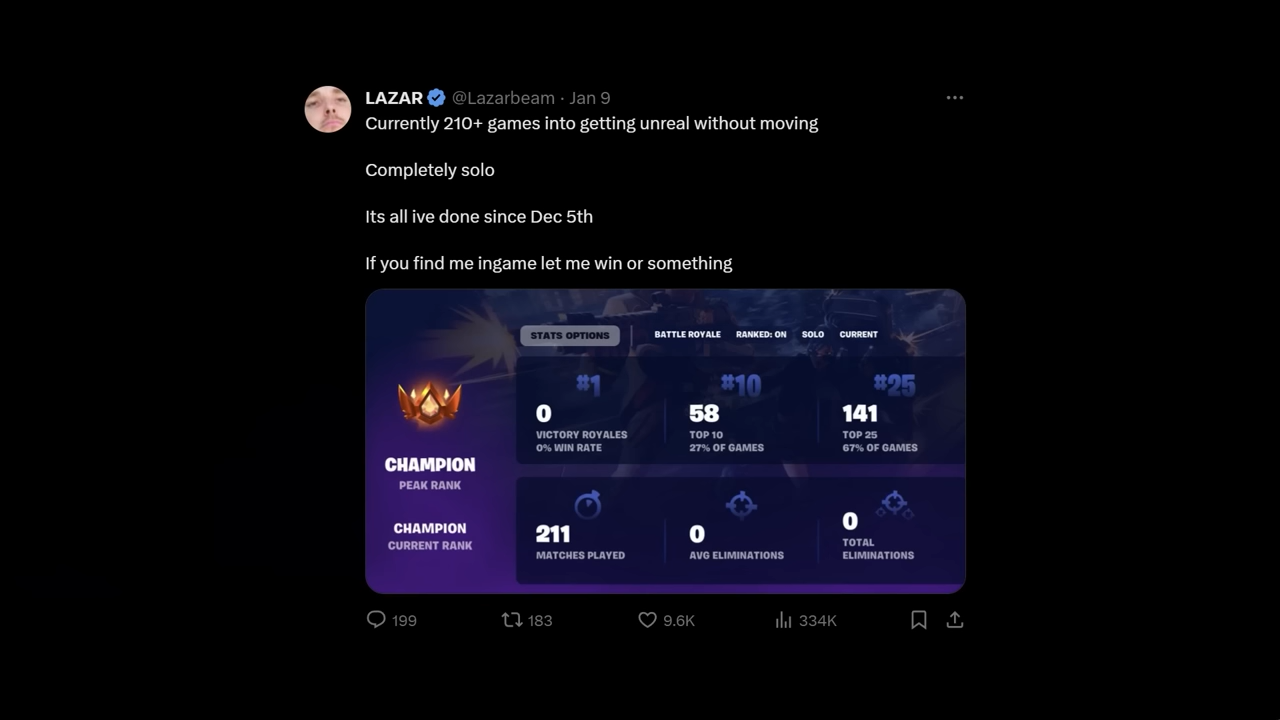 LAZAR @Lazarbeam · Jan 9
Currently 210+ games into getting unreal without moving
Completely solo
Its all ive done since Dec 5th
If you find me ingame let me win or something
STATS OPTIONS BATTLE ROYALE RANKED: ON SOLO CURRENT
#1 #10 #25
0 58 141
VICTORY ROYALES TOP 10 TOP 25
0% WIN RATE 27% OF GAMES 67% OF GAMES
CHAMPION
PEAK RANK
CHAMPION
CURRENT RANK
211 0 0
MATCHES PLAYED AVG ELIMINATIONS TOTAL
ELIMINATIONS
199 183 9.6K 334K